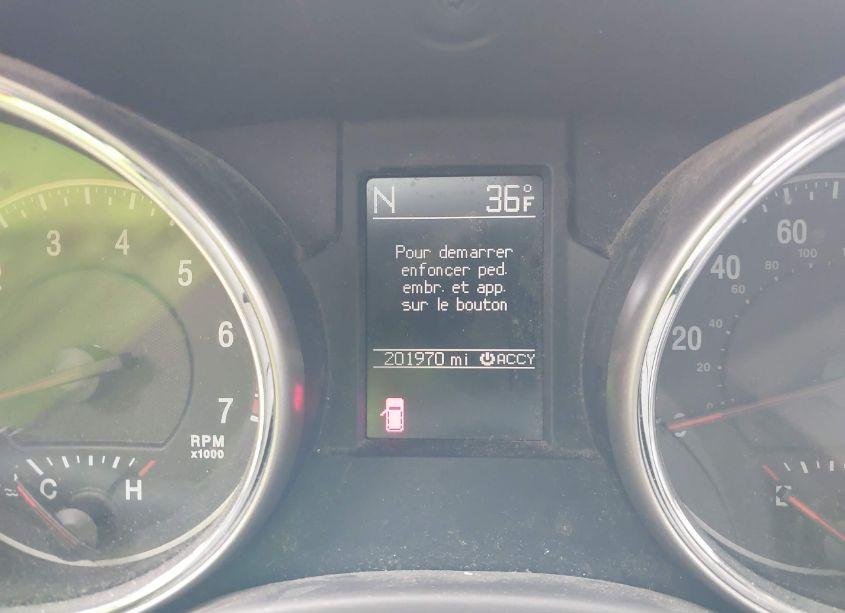 N 36°F
Pour demarrer
enfoncer ped.
embr. et app.
sur le bouton
201970 mi ACCY
3 4 5 6 7
RPM
x1000
C H
60
40
20
100
80
60
40
20
0
E